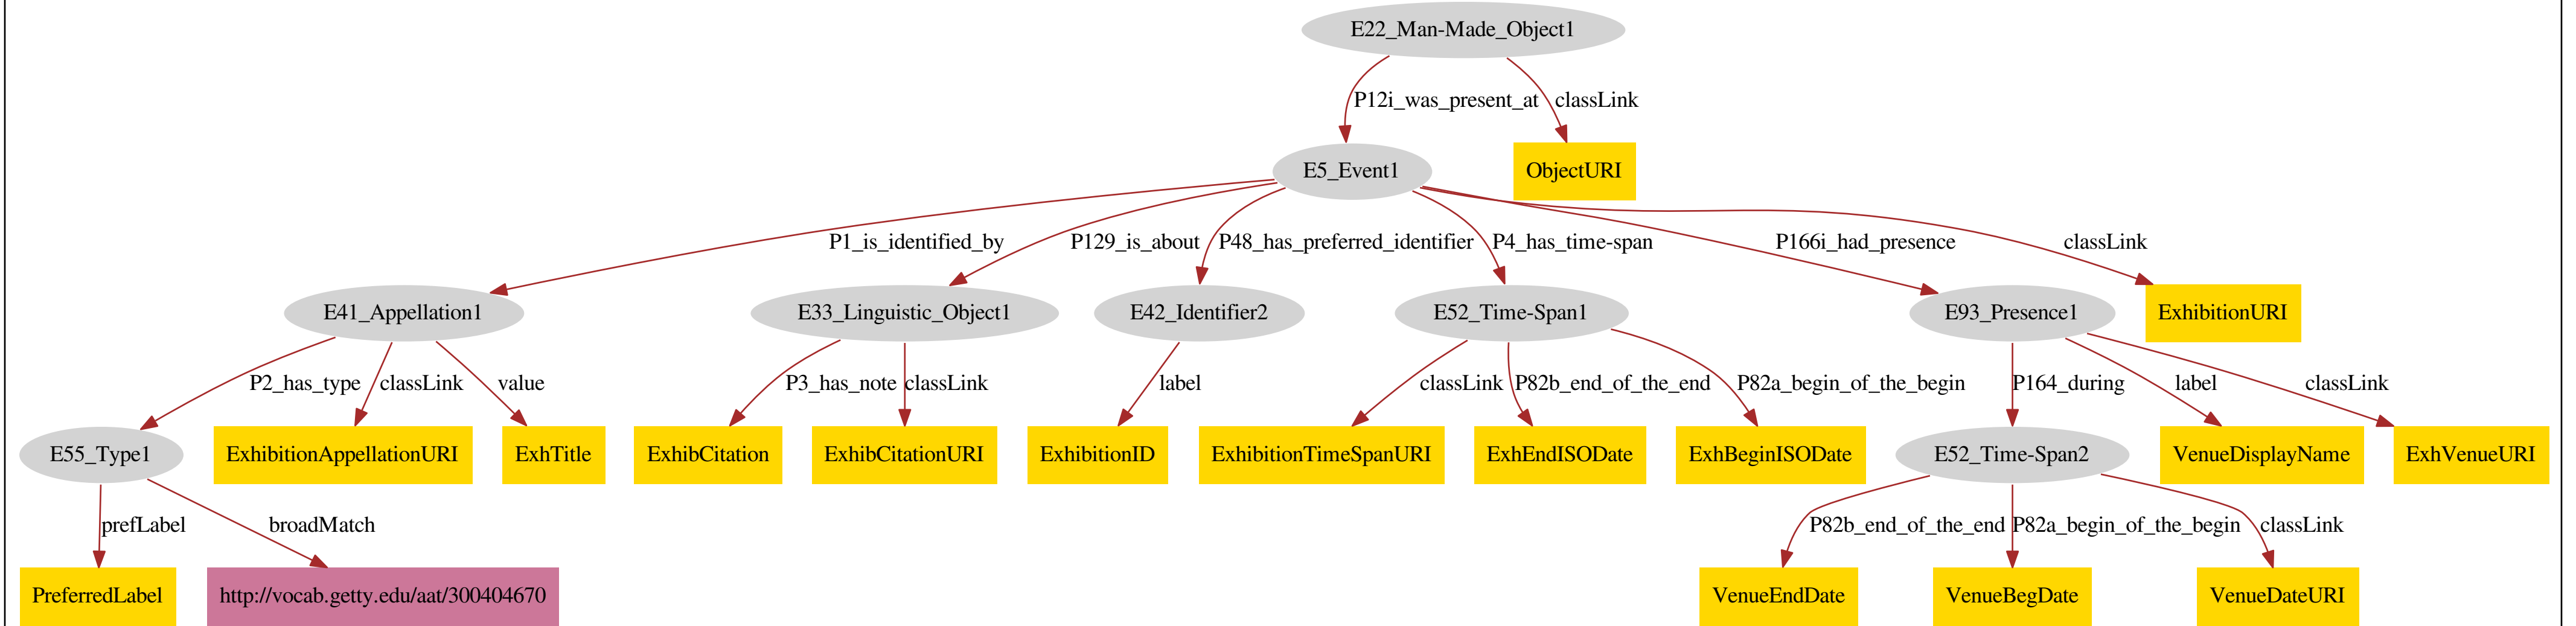 E22_Man-Made_Object1
P12i_was_present_at classLink
E5_Event1 ObjectURI
P1_is_identified_by P129_is_about P48_has_preferred_identifier P4_has_time-span P166i_had_presence classLink
E41_Appellation1 E33_Linguistic_Object1 E42_Identifier2 E52_Time-Span1 E93_Presence1 ExhibitionURI
P2_has_type classLink value P3_has_note classLink label classLink P82b_end_of_the_end P82a_begin_of_the_begin P164_during label classLink
E55_Type1 ExhibitionAppellationURI ExhTitle ExhibCitation ExhibCitationURI ExhibitionID ExhibitionTimeSpanURI ExhEndISODate ExhBeginISODate E52_Time-Span2 VenueDisplayName ExhVenueURI
prefLabel broadMatch P82b_end_of_the_end P82a_begin_of_the_begin classLink
PreferredLabel http://vocab.getty.edu/aat/300404670 VenueEndDate VenueBegDate VenueDateURI